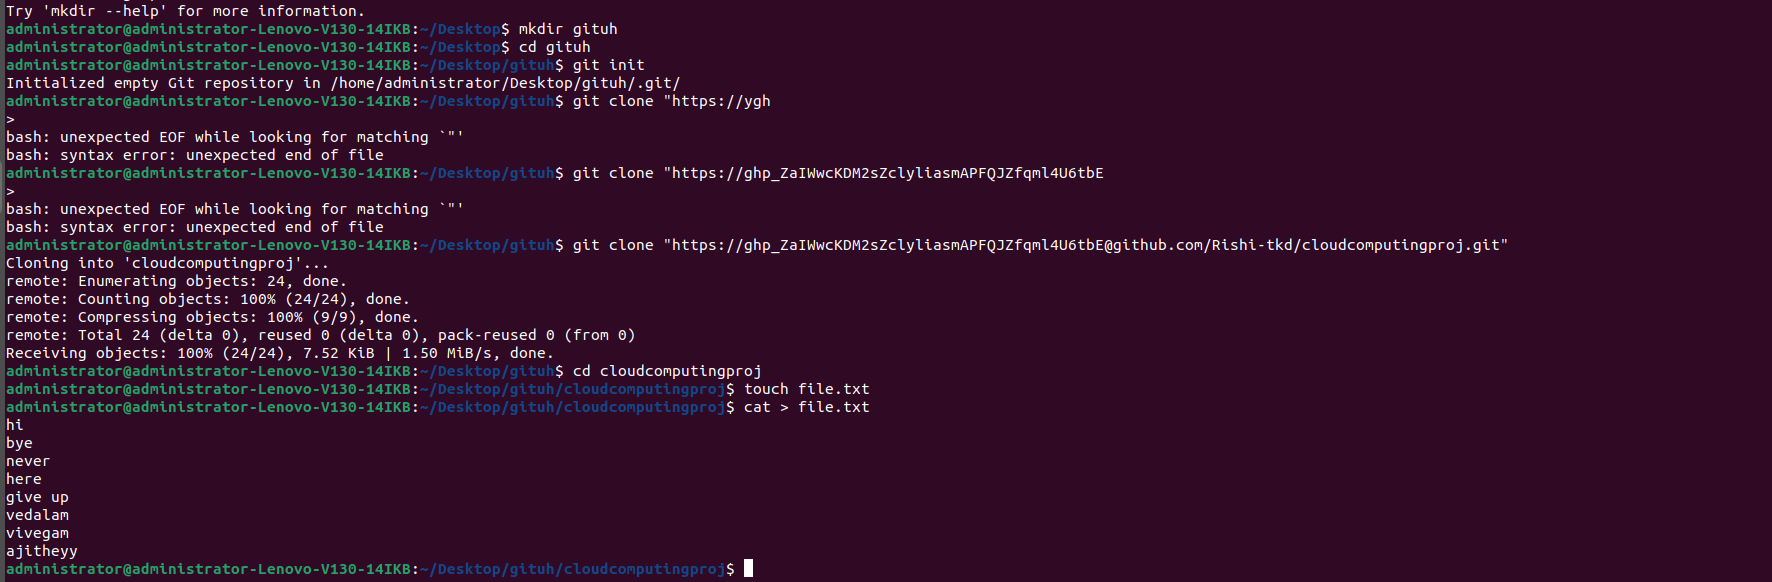 Try 'mkdir --help' for more information.
administrator@administrator-Lenovo-V130-14IKB:~/Desktop$ mkdir gituh
administrator@administrator-Lenovo-V130-14IKB:~/Desktop$ cd gituh
administrator@administrator-Lenovo-V130-14IKB:~/Desktop/gituh$ git init
Initialized empty Git repository in /home/administrator/Desktop/gituh/.git/
administrator@administrator-Lenovo-V130-14IKB:~/Desktop/gituh$ git clone "https://ygh
>
bash: unexpected EOF while looking for matching `"'
bash: syntax error: unexpected end of file
administrator@administrator-Lenovo-V130-14IKB:~/Desktop/gituh$ git clone "https://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
>
bash: unexpected EOF while looking for matching `"'
bash: syntax error: unexpected end of file
administrator@administrator-Lenovo-V130-14IKB:~/Desktop/gituh$ git clone "https://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@github.com/Rishi-tkd/cloudcomputingproj.git"
Cloning into 'cloudcomputingproj'...
remote: Enumerating objects: 24, done.
remote: Counting objects: 100% (24/24), done.
remote: Compressing objects: 100% (9/9), done.
remote: Total 24 (delta 0), reused 0 (delta 0), pack-reused 0 (from 0)
Receiving objects: 100% (24/24), 7.52 KiB | 1.50 MiB/s, done.
administrator@administrator-Lenovo-V130-14IKB:~/Desktop/gituh$ cd cloudcomputingproj
administrator@administrator-Lenovo-V130-14IKB:~/Desktop/gituh/cloudcomputingproj$ touch file.txt
administrator@administrator-Lenovo-V130-14IKB:~/Desktop/gituh/cloudcomputingproj$ cat > file.txt
hi
bye
never
here
give up
vedalam
vivegam
ajitheyy
administrator@administrator-Lenovo-V130-14IKB:~/Desktop/gituh/cloudcomputingproj$